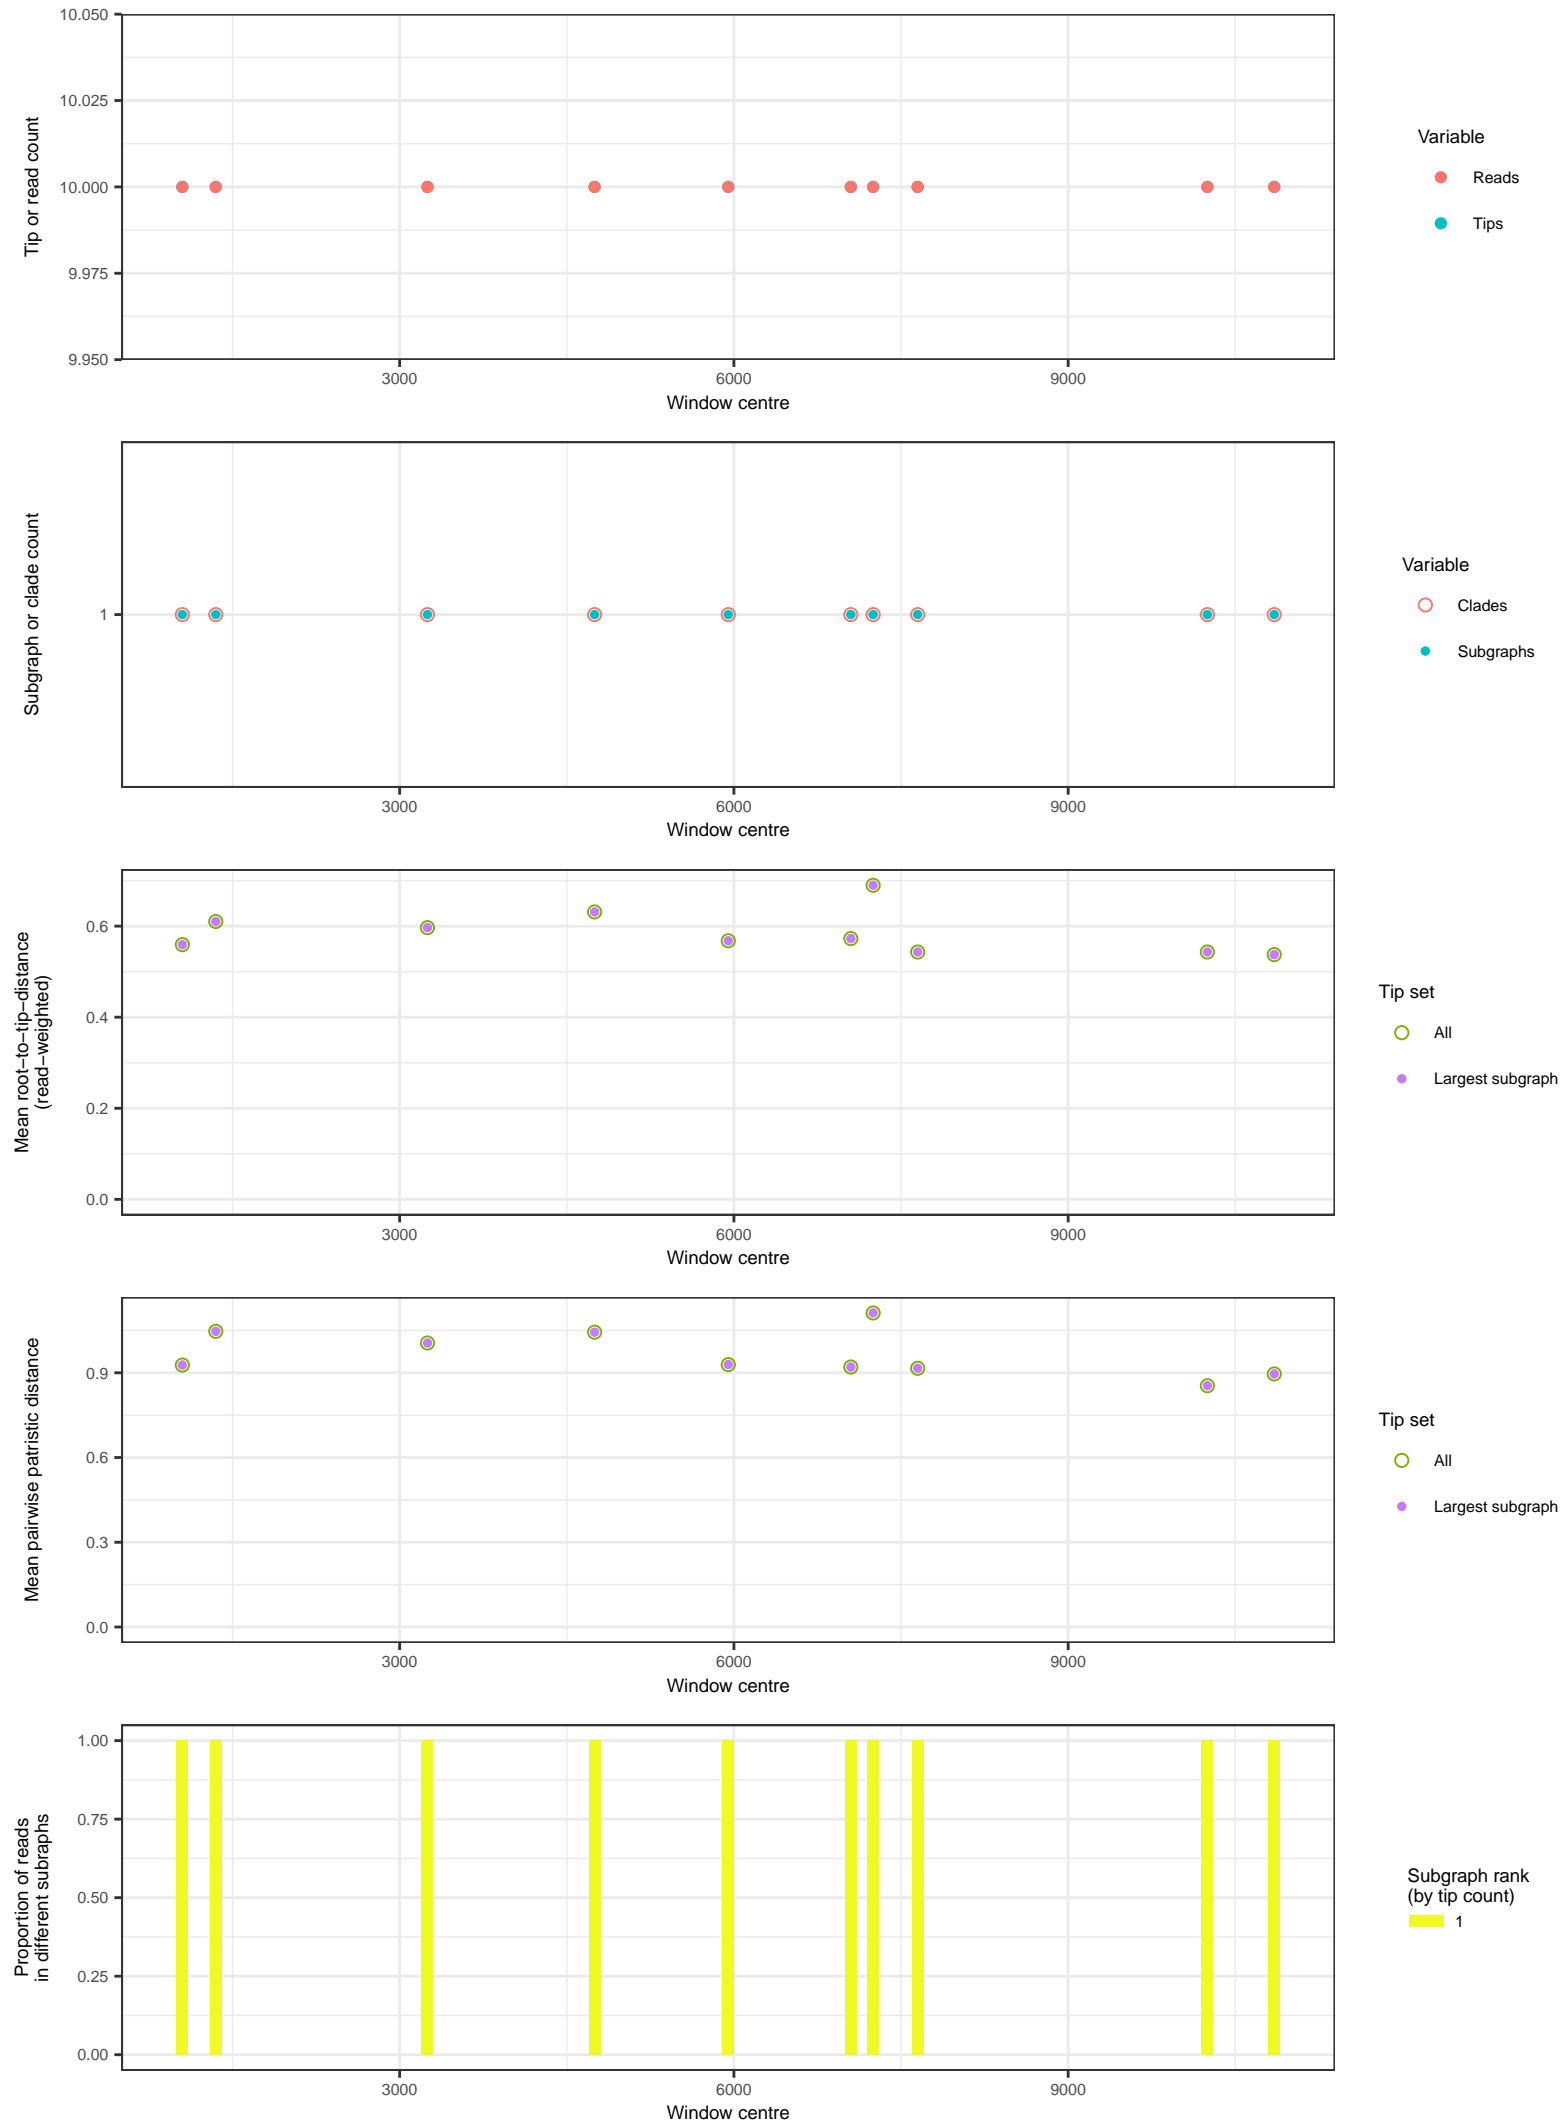 10.050
10.025
10.000
9.975
9.950
Tip or read count
3000
6000
9000
Window centre
Variable
Reads
Tips
1
Subgraph or clade count
3000
6000
9000
Window centre
Variable
Clades
Subgraphs
0.6
0.4
0.2
0.0
Mean root−to−tip−distance
(read−weighted)
3000
6000
9000
Window centre
Tip set
All
Largest subgraph
0.9
0.6
0.3
0.0
Mean pairwise patristic distance
3000
6000
9000
Window centre
Tip set
All
Largest subgraph
1.00
0.75
0.50
0.25
0.00
Proportion of reads
in different subraphs
3000
6000
9000
Window centre
Subgraph rank
(by tip count)
1